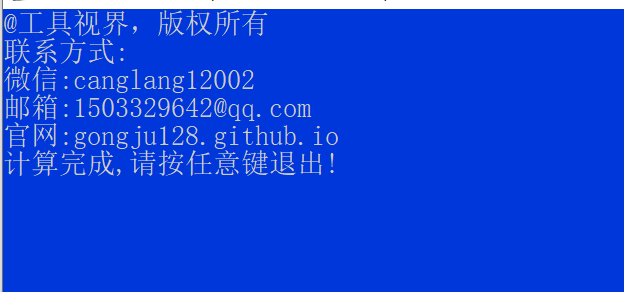 @工具视界，版权所有
联系方式:
微信:canglang12002
邮箱:1503329642@qq.com
官网:gongju128.github.io
计算完成,请按任意键退出!